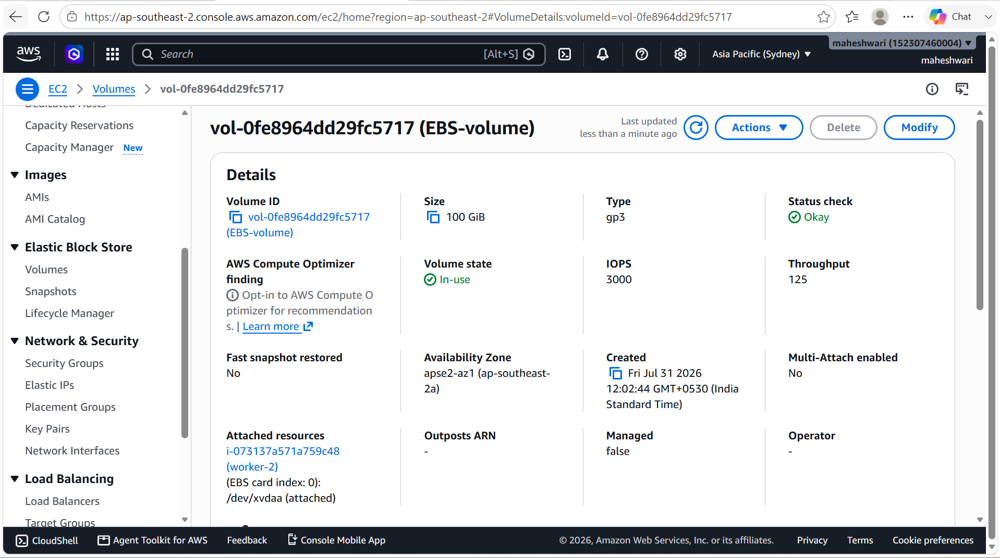 https://ap-southeast-2.console.aws.amazon.com/ec2/home?region=ap-southeast-2#VolumeDetails:volumeId=vol-0fe8964dd29fc5717
Chat
aws
Search
[Alt+S]
Asia Pacific (Sydney)
maheshwari (152307460004)
maheshwari
EC2
Volumes
vol-0fe8964dd29fc5717
Dedicated Hosts
Capacity Reservations
Capacity Manager New
Images
AMIs
AMI Catalog
Elastic Block Store
Volumes
Snapshots
Lifecycle Manager
Network & Security
Security Groups
Elastic IPs
Placement Groups
Key Pairs
Network Interfaces
Load Balancing
Load Balancers
Target Groups
vol-0fe8964dd29fc5717 (EBS-volume)
Last updated
less than a minute ago
Actions
Delete
Modify
Details
Volume ID
vol-0fe8964dd29fc5717
(EBS-volume)
Size
100 GiB
Type
gp3
Status check
Okay
AWS Compute Optimizer
finding
Opt-in to AWS Compute O
ptimizer for recommendation
s. | Learn more
Volume state
In-use
IOPS
3000
Throughput
125
Fast snapshot restored
No
Availability Zone
apse2-az1 (ap-southeast-
2a)
Created
Fri Jul 31 2026
12:02:44 GMT+0530 (India
Standard Time)
Multi-Attach enabled
No
Attached resources
i-073137a571a759c48
(worker-2)
(EBS card index: 0):
/dev/xvdaa (attached)
Outposts ARN
-
Managed
false
Operator
-
CloudShell
Agent Toolkit for AWS
Feedback
Console Mobile App
© 2026, Amazon Web Services, Inc. or its affiliates.
Privacy
Terms
Cookie preferences